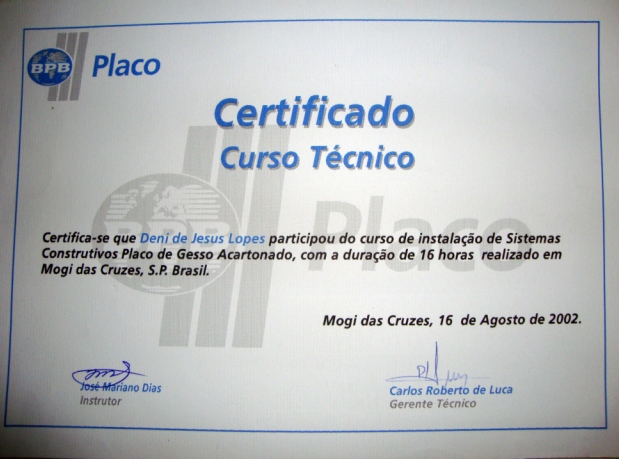 BPB Placo
Certificado
Curso Técnico
Placo
Certifica-se que Deni de Jesus Lopes participou do curso de instalação de Sistemas
Construtivos Placo de Gesso Acartonado, com a duração de 16 horas realizado em
Mogi das Cruzes, S.P. Brasil.
Mogi das Cruzes, 16 de Agosto de 2002.
José Mariano Dias
Instrutor
Carlos Roberto de Luca
Gerente Técnico